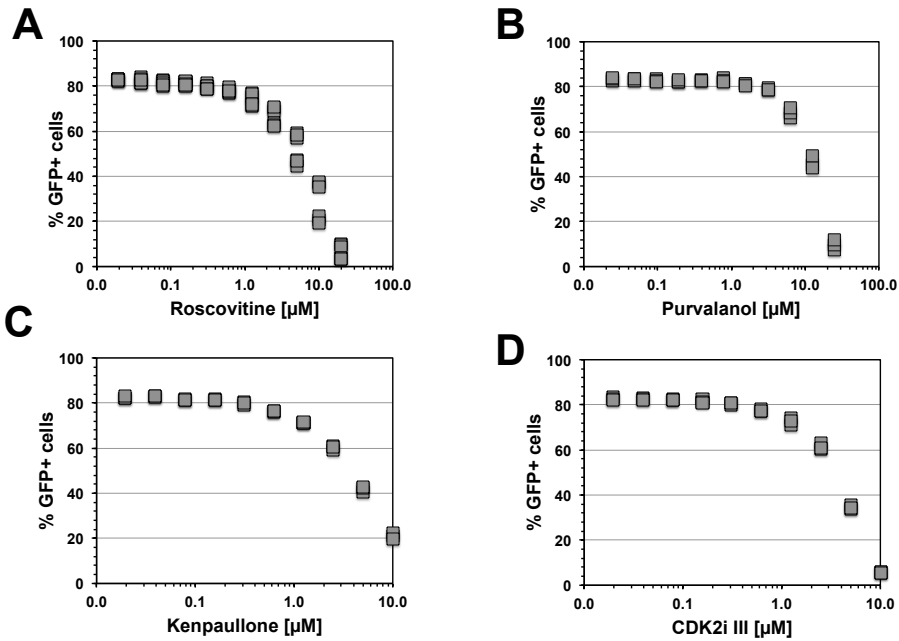 A
100
80
60
40
20
0
% GFP+ cells
0.0 0.1 1.0 10.0 100.0
Roscovitine [µM]
B
100
80
60
40
20
0
% GFP+ cells
0.0 0.1 1.0 10.0 100.0
Purvalanol [µM]
C
100
80
60
40
20
0
% GFP+ cells
0.0 0.1 1.0 10.0
Kenpaullone [µM]
D
100
80
60
40
20
0
% GFP+ cells
0.0 0.1 1.0 10.0
CDK2i III [µM]